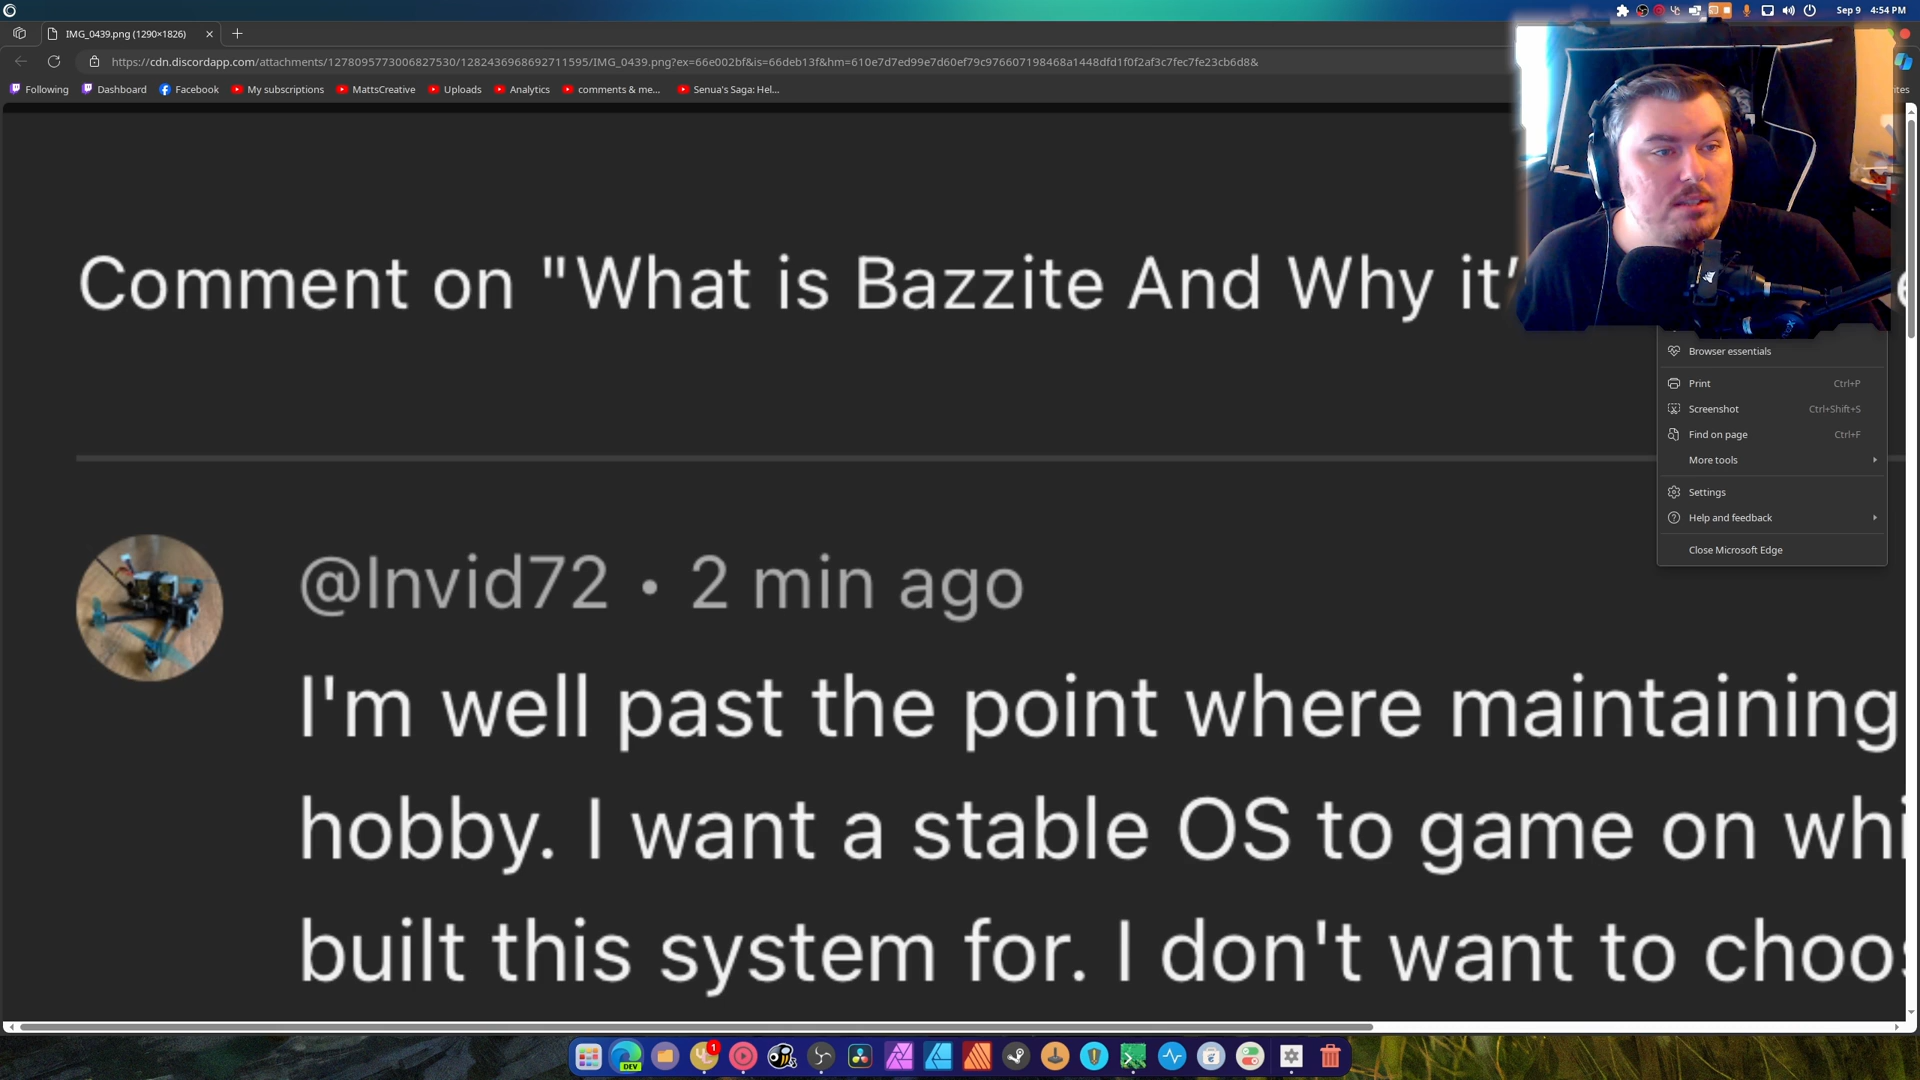 Sep 9 4:54 PM
IMG_0439.png (1290×1826)
https://cdn.discordapp.com/attachments/1278095773006827530/1282436968692711595/IMG_0439.png?ex=66e002bf&is=66deb13f&hm=610e7d7ed99e7d60ef79c976607198468a1448dfd1f0f2af3c7fec7fe23cb6d8&
Following Dashboard Facebook My subscriptions MattsCreative Uploads Analytics comments & me... Senua's Saga: Hel...
Comment on "What is Bazzite And Why it'
Browser essentials
Print Ctrl+P
Screenshot Ctrl+Shift+S
Find on page Ctrl+F
More tools
Settings
Help and feedback
Close Microsoft Edge
@Invid72 • 2 min ago
I'm well past the point where maintaining
hobby. I want a stable OS to game on whi
built this system for. I don't want to choos
DEV
1